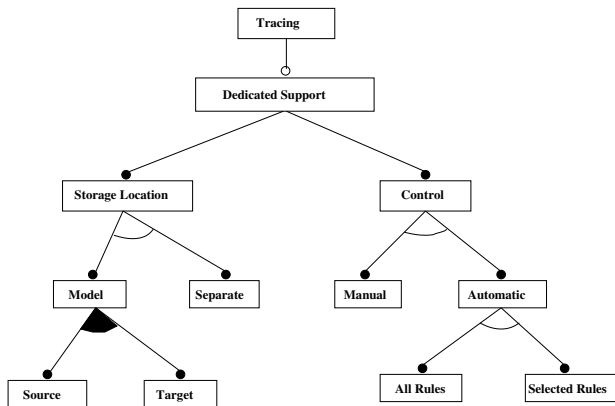 Tracing
Dedicated Support
Storage Location
Control
Model
Separate
Manual
Automatic
Source
Target
All Rules
Selected Rules